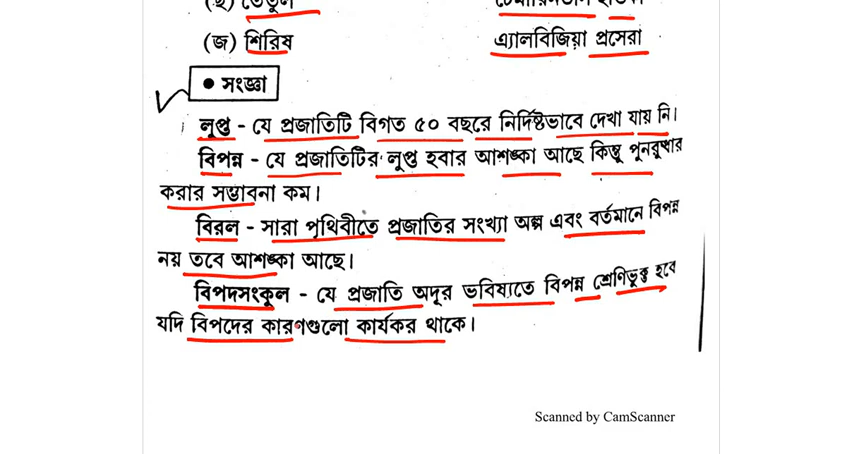 (ছ) তেঁতুল
(জ) শিরিষ এ্যালবিজিয়া প্রসেরা
● সংজ্ঞা
লুপ্ত - যে প্রজাতিটি বিগত ৫০ বছরে নির্দিষ্টভাবে দেখা যায় নি।
বিপন্ন - যে প্রজাতিটির লুপ্ত হবার আশঙ্কা আছে কিন্তু পুনরুদ্ধার
করার সম্ভাবনা কম।
বিরল - সারা পৃথিবীতে প্রজাতির সংখ্যা অল্প এবং বর্তমানে বিপন্ন
নয় তবে আশঙ্কা আছে।
বিপদসংকুল - যে প্রজাতি অদূর ভবিষ্যতে বিপন্ন শ্রেণিভুক্ত হবে
যদি বিপদের কারণগুলো কার্যকর থাকে।
Scanned by CamScanner